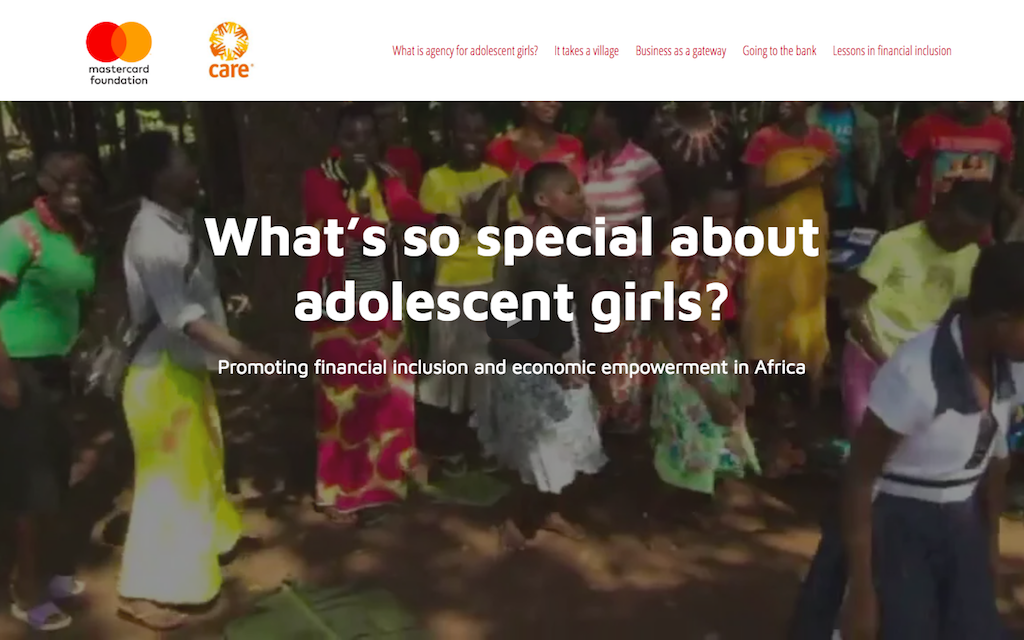 mastercard
foundation
care
What is agency for adolescent girls? It takes a village Business as a gateway Going to the bank Lessons in financial inclusion
What's so special about
adolescent girls?
Promoting financial inclusion and economic empowerment in Africa